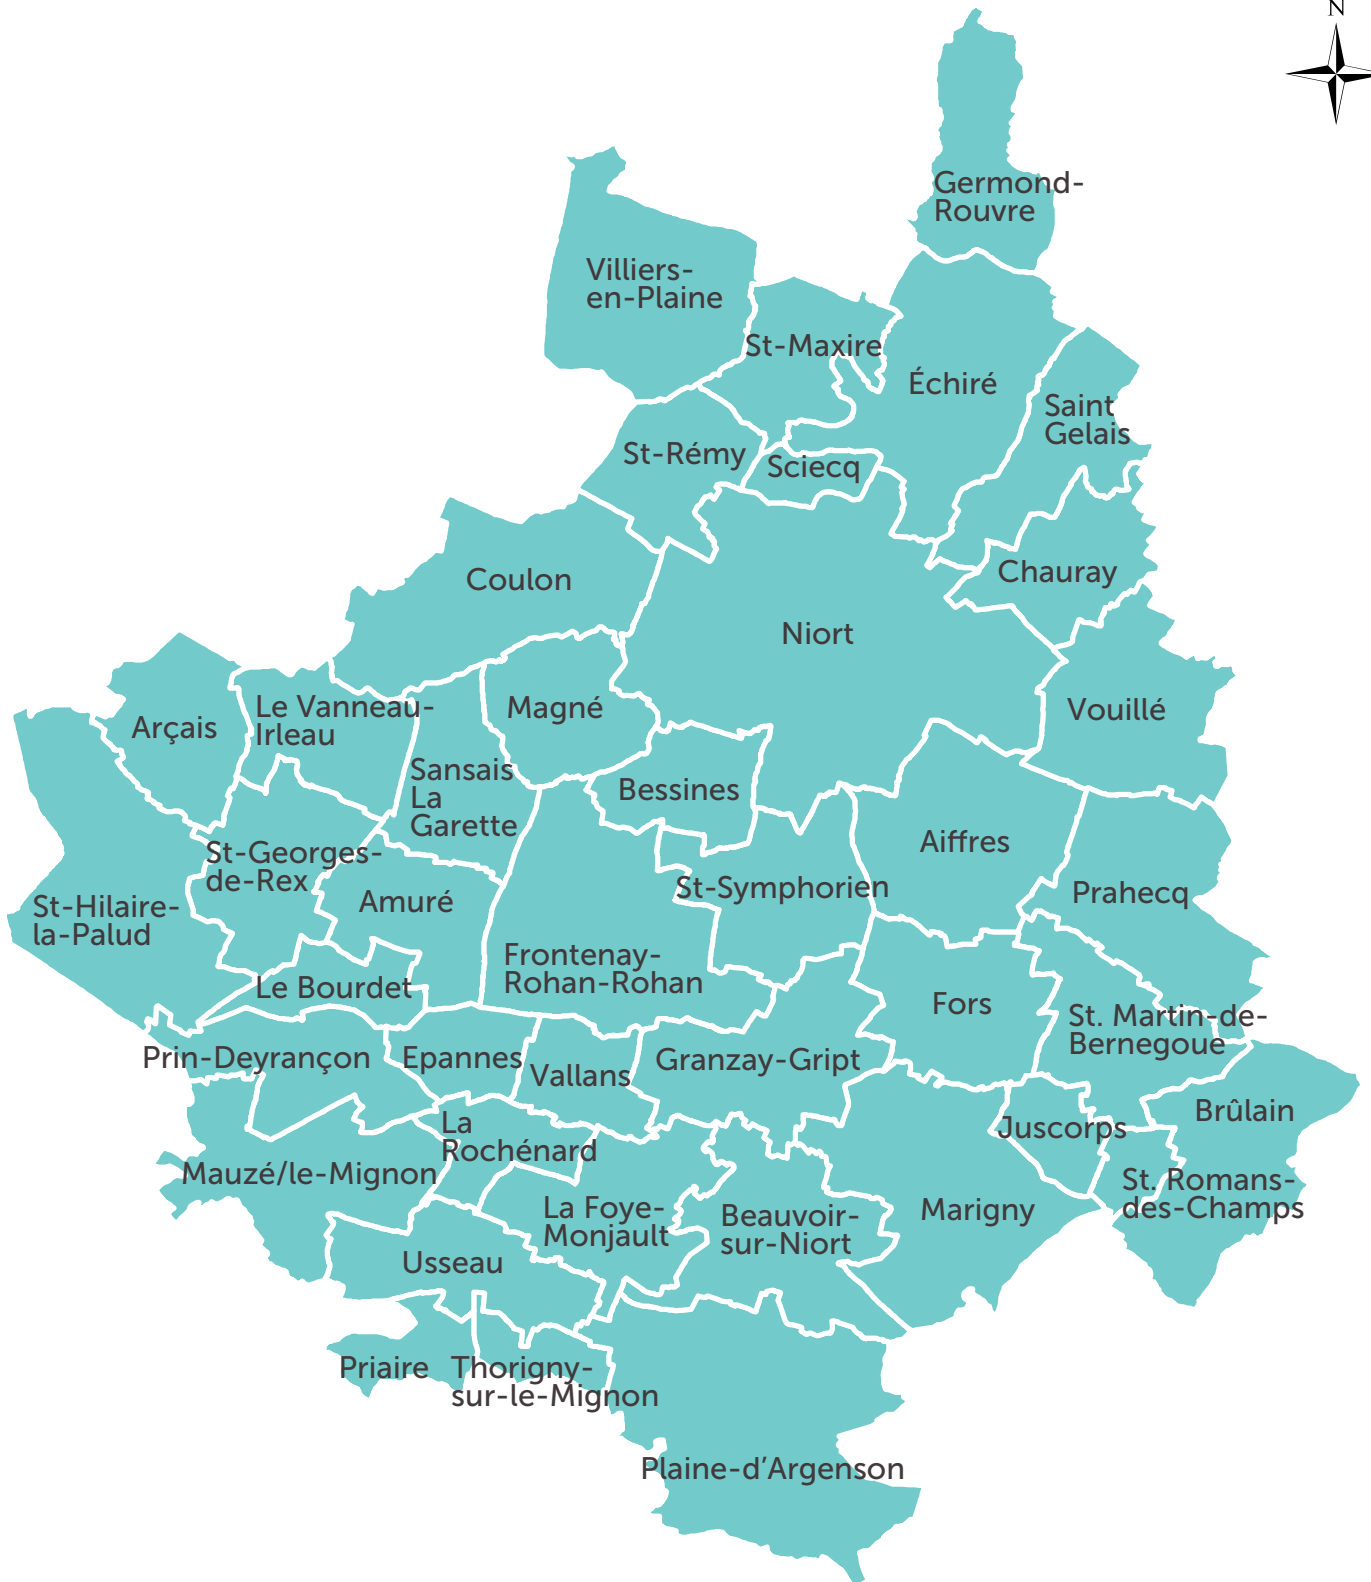 N
Germond-
Rouvre
Villiers-
en-Plaine
St-Maxire
Échiré
Saint
Gelais
St-Rémy
Sciecq
Chauray
Coulon
Niort
Vouillé
Arçais
Le Vanneau-
Irleau
Magné
Sansais
La
Garette
Bessines
Aiffres
St-Georges-
de-Rex
Amuré
St-Symphorien
Prahecq
St-Hilaire-
la-Palud
Frontenay-
Rohan-Rohan
Le Bourdet
Fors
St. Martin-de-
Bernegoue
Prin-Deyrançon
Epannes
Vallans
Granzay-Gript
Brûlain
Juscorps
La
Rochénard
Mauzé/le-Mignon
St. Romans-
des-Champs
La Foye-
Monjault
Beauvoir-
sur-Niort
Marigny
Usseau
Priaire
Thorigny-
sur-le-Mignon
Plaine-d'Argenson